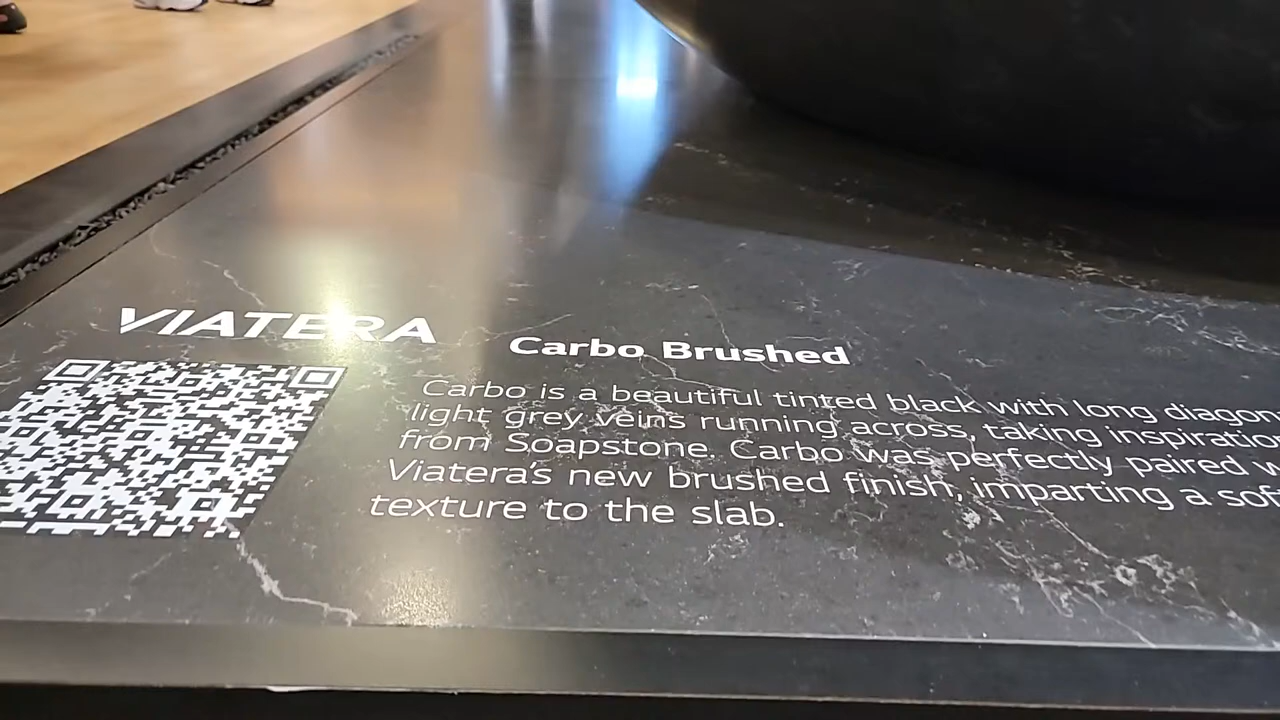 VIATERA
Carbo Brushed
Carbo is a beautiful tinted black with long
light grey veins running across, taking
from Soapstone. Carbo was perfectly paired
Viatera's new brushed finish, imparting a
texture to the slab.